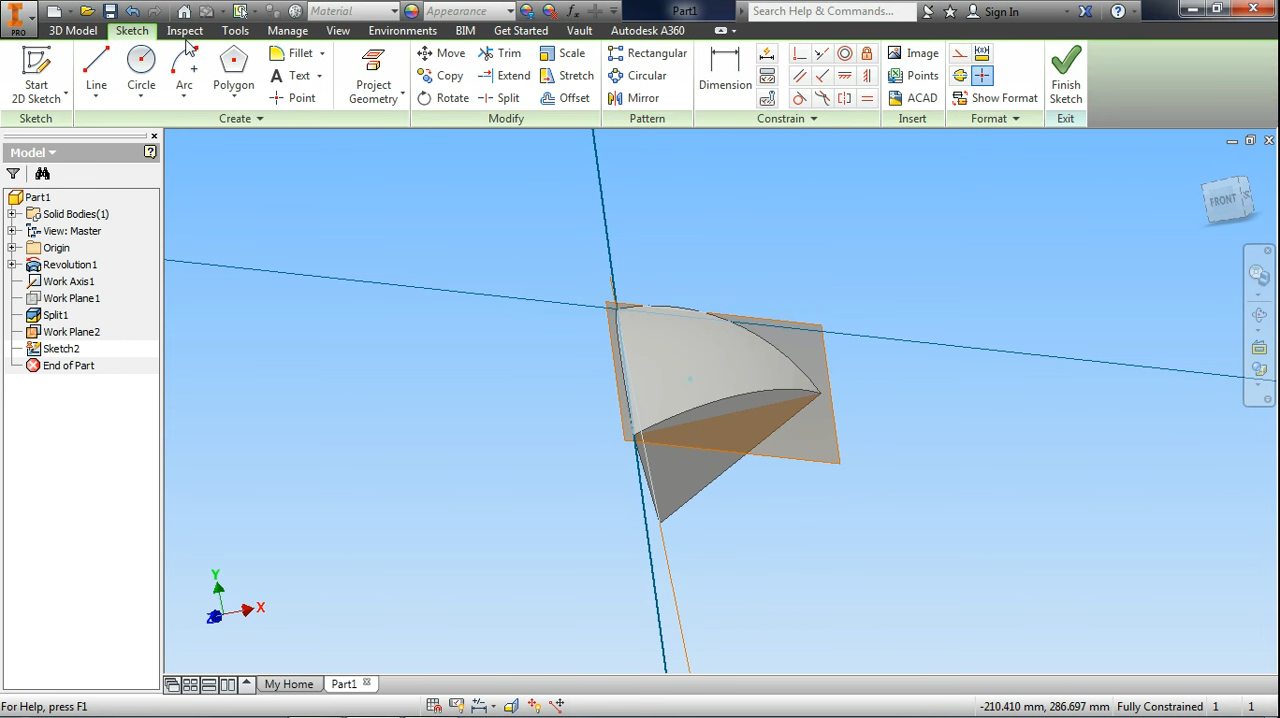 PRO
Material
Appearance
Part1
Search Help & Commands...
Sign In
3D Model
Sketch
Inspect
Tools
Manage
View
Environments
BIM
Get Started
Vault
Autodesk A360
Start
2D Sketch
Line
Circle
Arc
Polygon
Fillet
Text
Point
Project
Geometry
Move
Copy
Rotate
Trim
Extend
Split
Scale
Stretch
Offset
Rectangular
Circular
Mirror
Dimension
Image
Points
ACAD
Show Format
Finish
Sketch
Sketch
Create
Modify
Pattern
Constrain
Insert
Format
Exit
Model
Part1
Solid Bodies(1)
View: Master
Origin
Revolution1
Work Axis1
Work Plane1
Split1
Work Plane2
Sketch2
End of Part
FRONT
Y
X
My Home
Part1
For Help, press F1
-210.410 mm, 286.697 mm
Fully Constrained
1
1